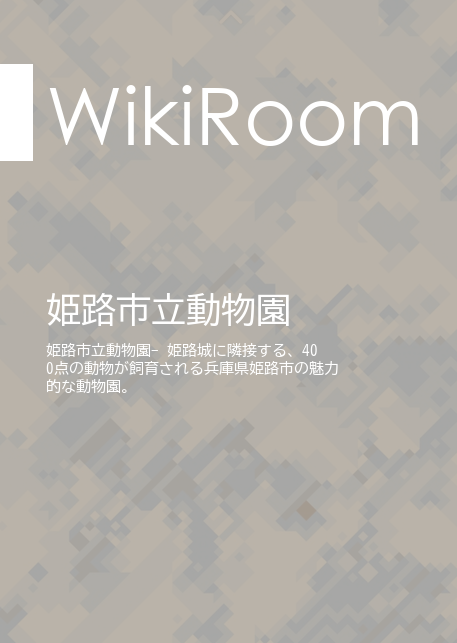 WikiRoom
姫路市立動物園
姫路市立動物園- 姫路城に隣接する、40
0点の動物が飼育される兵庫県姫路市の魅力
的な動物園。